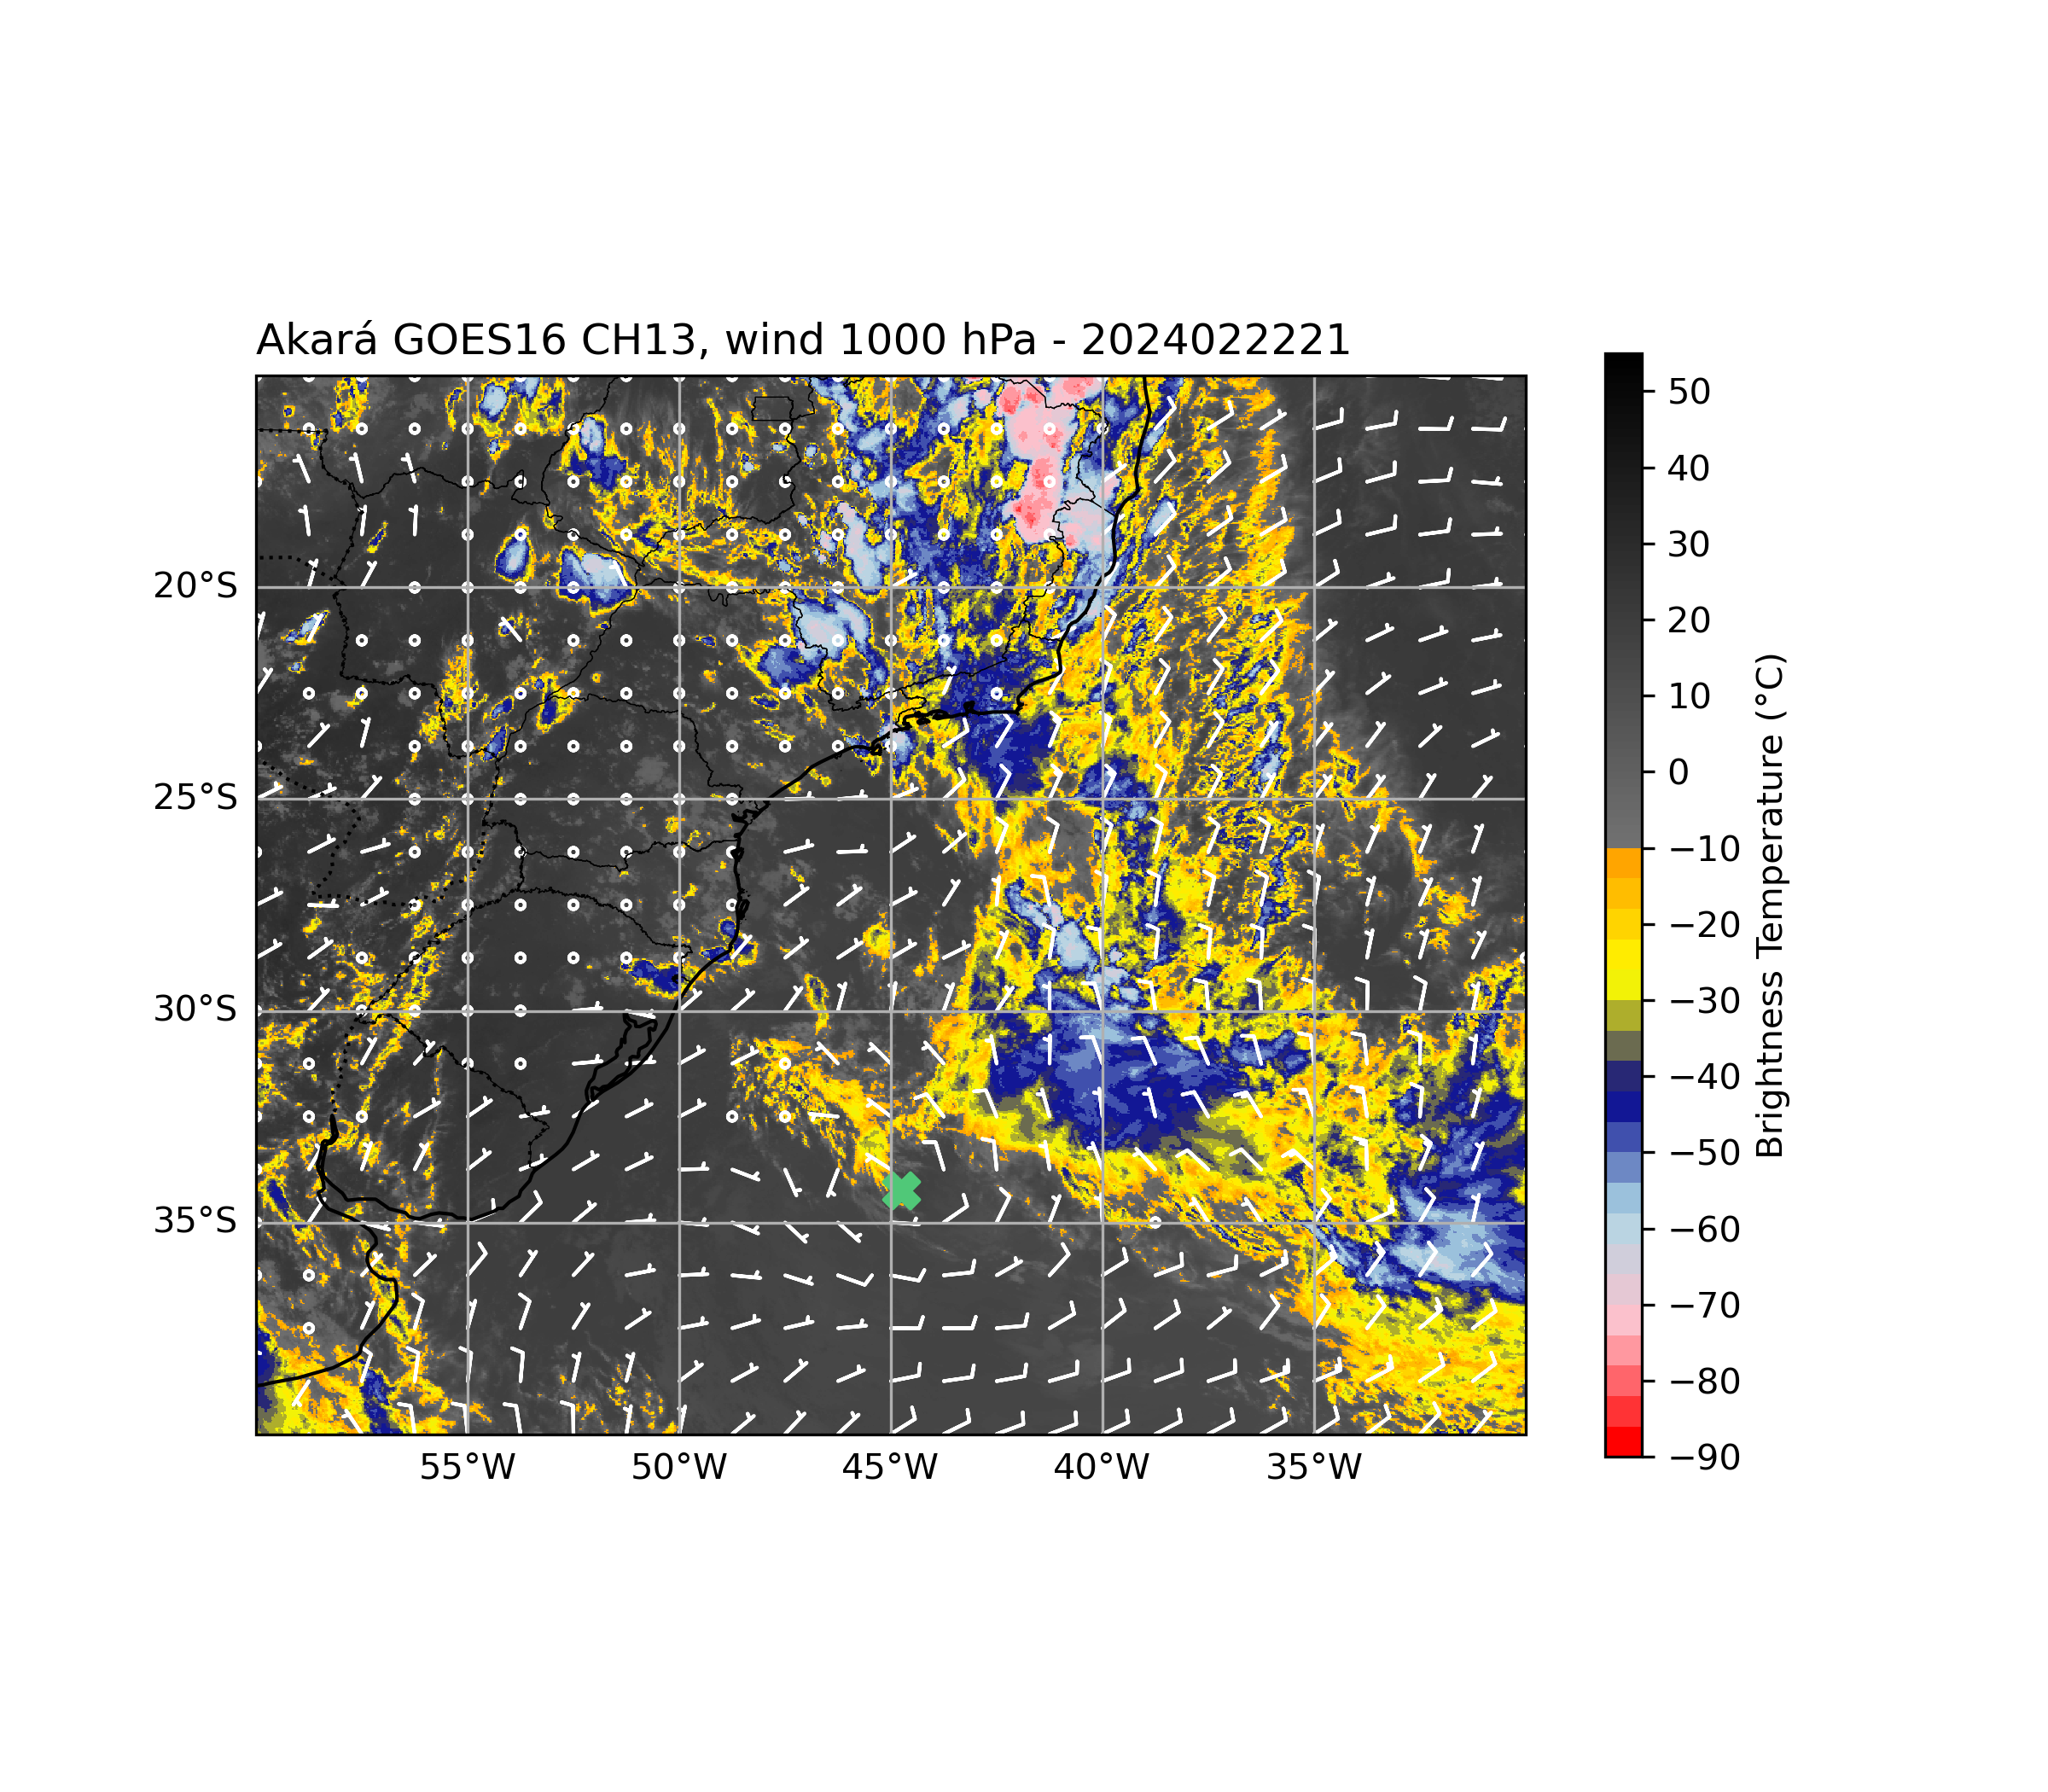 Akará GOES16 CH13, wind 1000 hPa - 2024022221
20°S
25°S
30°S
35°S
55°W
50°W
45°W
40°W
35°W
50
40
30
20
10
0
−10
−20
−30
−40
−50
−60
−70
−80
−90
Brightness Temperature (°C)